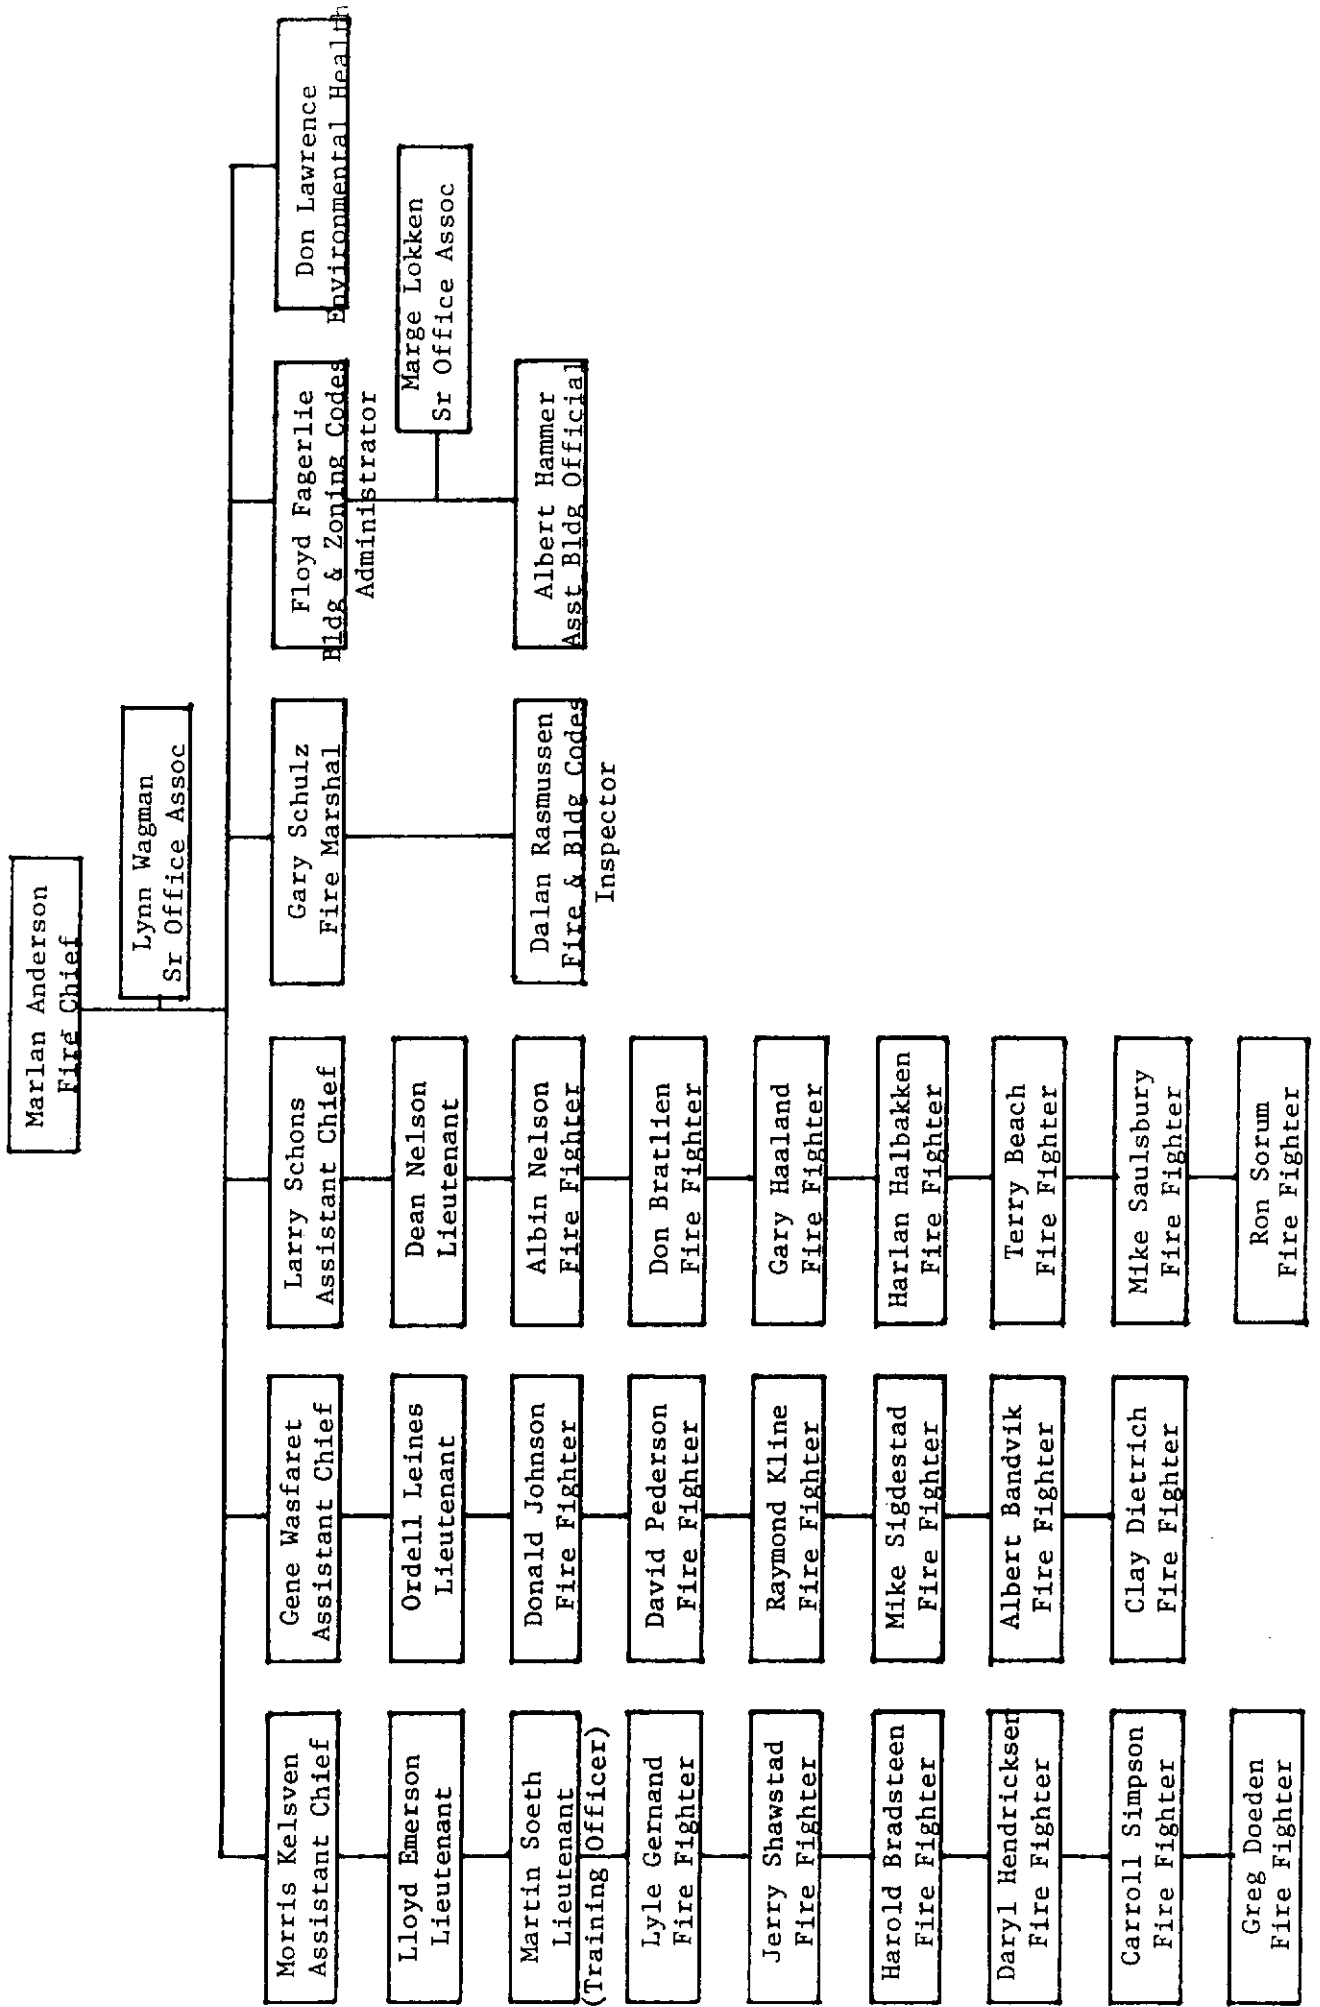 Marlan Anderson
Fire Chief
Lynn Wagman
Sr Office Assoc
Morris Kelsven
Assistant Chief
Lloyd Emerson
Lieutenant
Martin Soeth
Lieutenant
(Training Officer)
Lyle Gernand
Fire Fighter
Jerry Shawstad
Fire Fighter
Harold Bradsteen
Fire Fighter
Daryl Hendricksen
Fire Fighter
Carroll Simpson
Fire Fighter
Greg Doeden
Fire Fighter
Gene Wasfaret
Assistant Chief
Ordell Leines
Lieutenant
Donald Johnson
Fire Fighter
David Pederson
Fire Fighter
Raymond Kline
Fire Fighter
Mike Sigdestad
Fire Fighter
Albert Bandvik
Fire Fighter
Clay Dietrich
Fire Fighter
Larry Schons
Assistant Chief
Dean Nelson
Lieutenant
Albin Nelson
Fire Fighter
Don Bratlien
Fire Fighter
Gary Haaland
Fire Fighter
Harlan Halbakken
Fire Fighter
Terry Beach
Fire Fighter
Mike Saulsbury
Fire Fighter
Ron Sorum
Fire Fighter
Gary Schulz
Fire Marshal
Dalan Rasmussen
Fire & Bldg Codes
Inspector
Floyd Fagerlie
Bldg & Zoning Codes
Administrator
Marge Lokken
Sr Office Assoc
Albert Hammer
Asst Bldg Official
Don Lawrence
Environmental Health